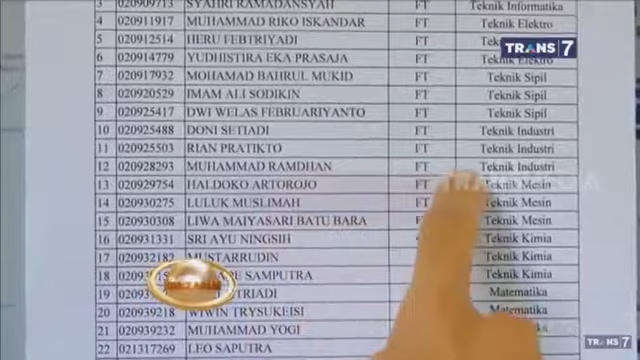 3 020909713 SYAHRI RAMADANSYAH FT Teknik Informatika
4 020911917 MUHAMMAD RIKO ISKANDAR FT Teknik Elektro
5 020912514 HERU FEBTRIYADI FT
TRANS7
6 020914779 YUDHISTIRA EKA PRASAJA FT Teknik Elektro
7 020917932 MOHAMAD BAHRUL MUKID FT Teknik Sipil
8 020920529 IMAM ALI SODIKIN FT Teknik Sipil
9 020925417 DWI WELAS FEBRUARIYANTO FT Teknik Sipil
10 020925488 DONI SETIADI FT Teknik Industri
11 020925503 RIAN PRATIKTO FT Teknik Industri
12 020928293 MUHAMMAD RAMDHAN FT Teknik Industri
13 020929754 HALDOKO ARTOROJO FT Teknik Mesin
14 020930275 LULUK MUSLIMAH FT Teknik Mesin
15 020930308 LIWA MAIYASARI BATU BARA Teknik Mesin
16 020931331 SRI AYU NINGSIH Teknik Kimia
17 020932182 MUSTARRUDIN Teknik Kimia
18 SAMPUTRA Teknik Kimia
19 Matematika
20 020939218 WIWIN TRYSUKEISI Matematika
21 020939232 MUHAMMAD YOGI
TRANS7
22 021317269 LEO SAPUTRA